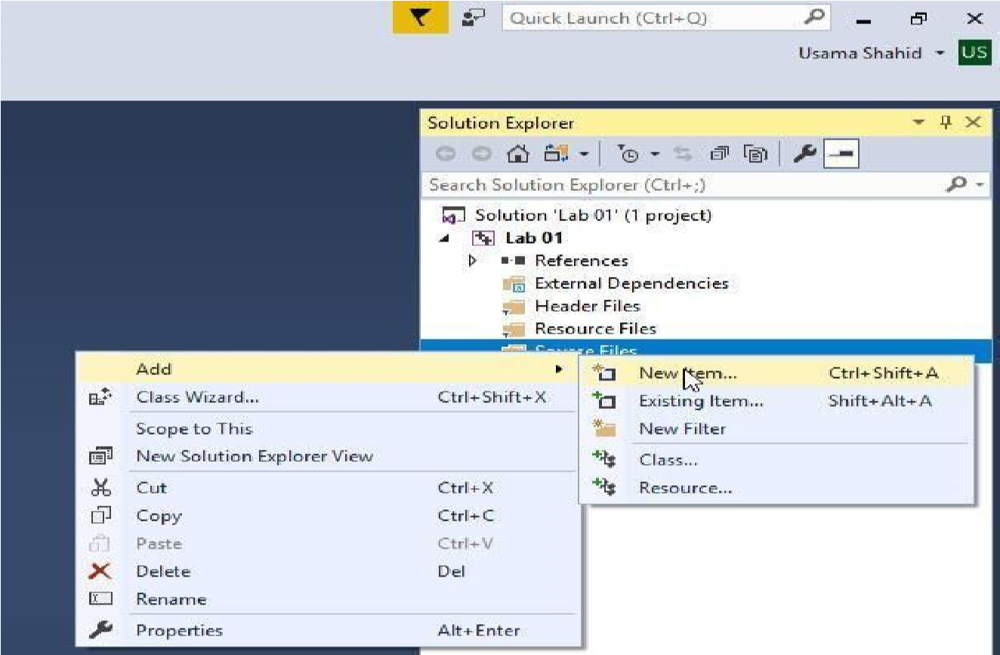 Quick Launch (Ctrl+Q)
Usama Shahid US
Solution Explorer
Search Solution Explorer (Ctrl+;)
Solution 'Lab 01' (1 project)
Lab 01
References
External Dependencies
Header Files
Resource Files
Source Files
Add
Class Wizard... Ctrl+Shift+X
Scope to This
New Solution Explorer View
Cut Ctrl+X
Copy Ctrl+C
Paste Ctrl+V
Delete Del
Rename
Properties Alt+Enter
New Item... Ctrl+Shift+A
Existing Item... Shift+Alt+A
New Filter
Class...
Resource...